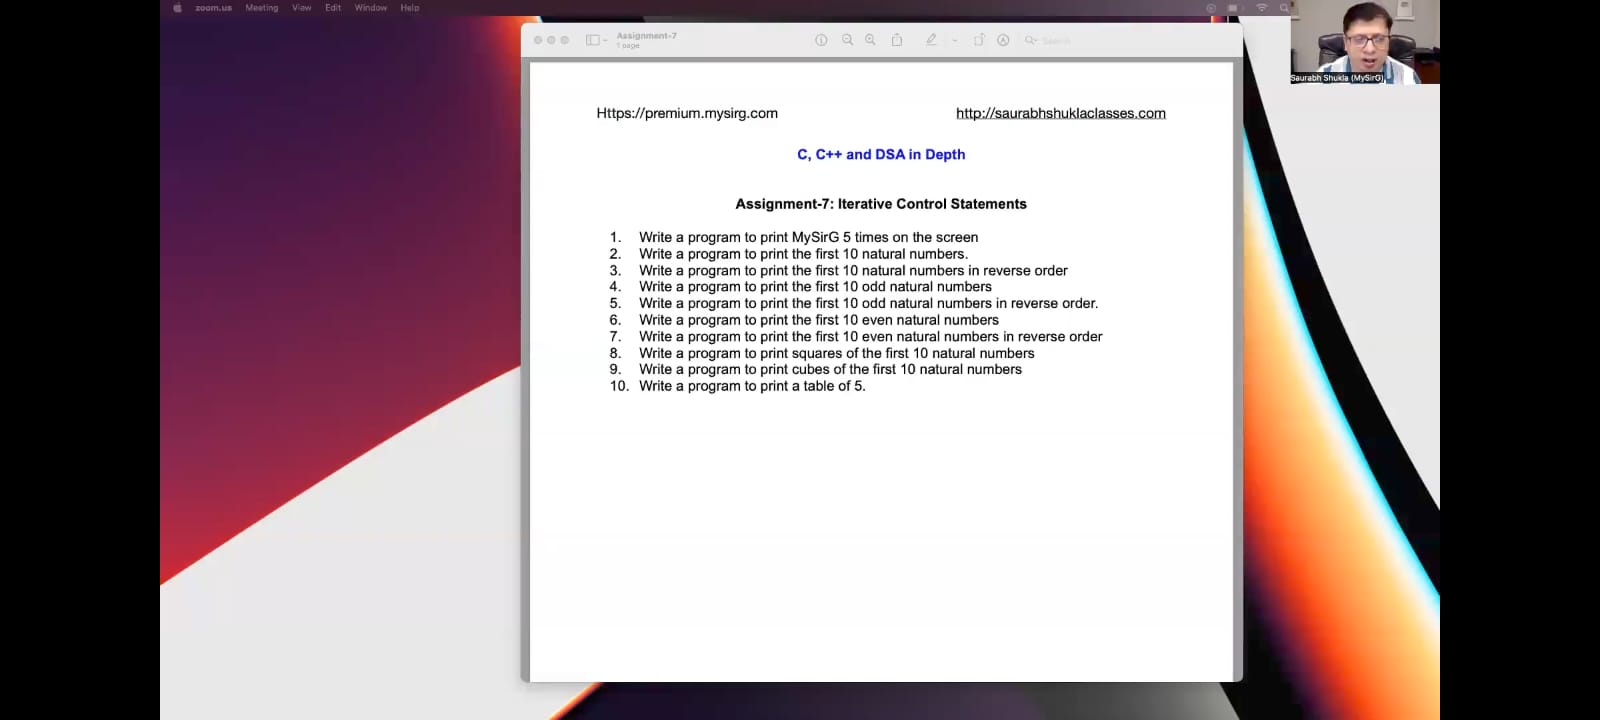 zoom.us Meeting View Edit Window Help
Assignment-7
1 page
Search
Saurabh Shukla (MySirG)
Https://premium.mysirg.com http://saurabhshuklaclasses.com
C, C++ and DSA in Depth
Assignment-7: Iterative Control Statements
1. Write a program to print MySirG 5 times on the screen
2. Write a program to print the first 10 natural numbers.
3. Write a program to print the first 10 natural numbers in reverse order
4. Write a program to print the first 10 odd natural numbers
5. Write a program to print the first 10 odd natural numbers in reverse order.
6. Write a program to print the first 10 even natural numbers
7. Write a program to print the first 10 even natural numbers in reverse order
8. Write a program to print squares of the first 10 natural numbers
9. Write a program to print cubes of the first 10 natural numbers
10. Write a program to print a table of 5.